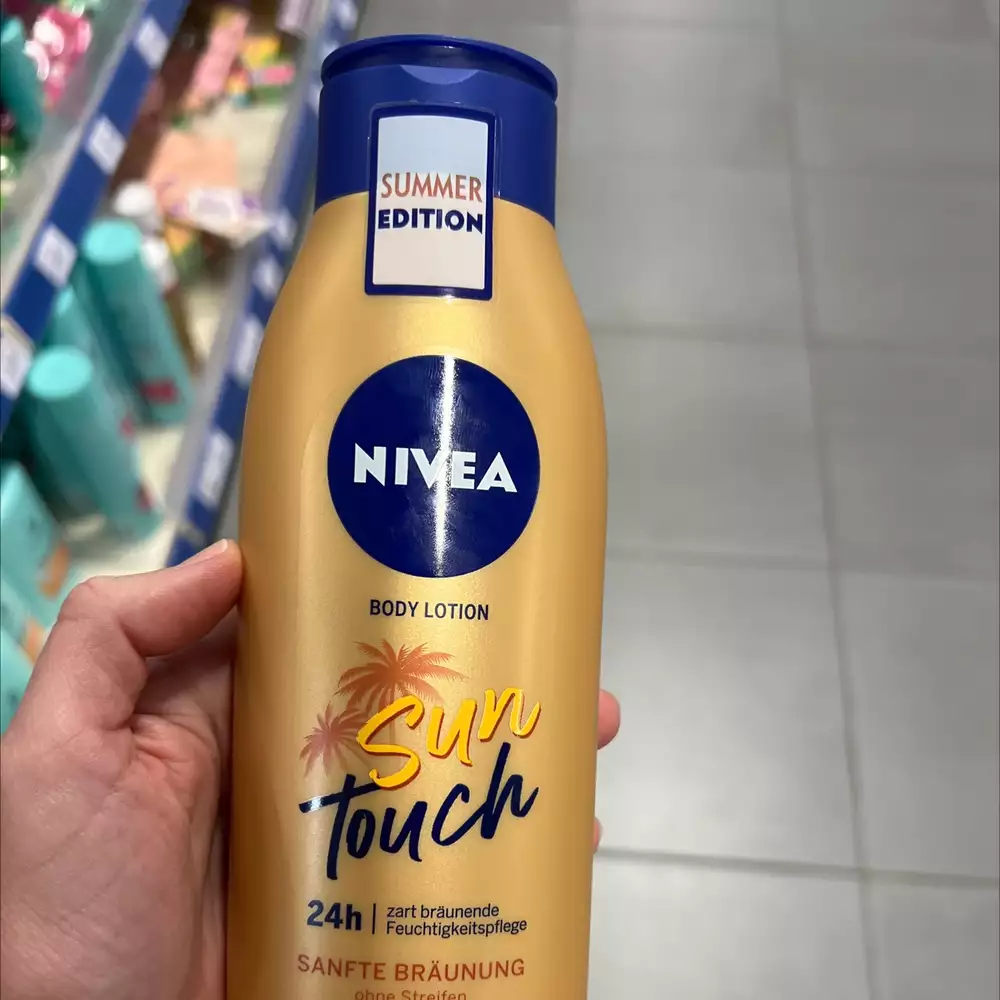 SUMMER
EDITION
NIVEA
BODY LOTION
Sun
Touch
24h | zart bräunende
Feuchtigkeitspflege
SANFTE BRÄUNUNG
ohne Streifen